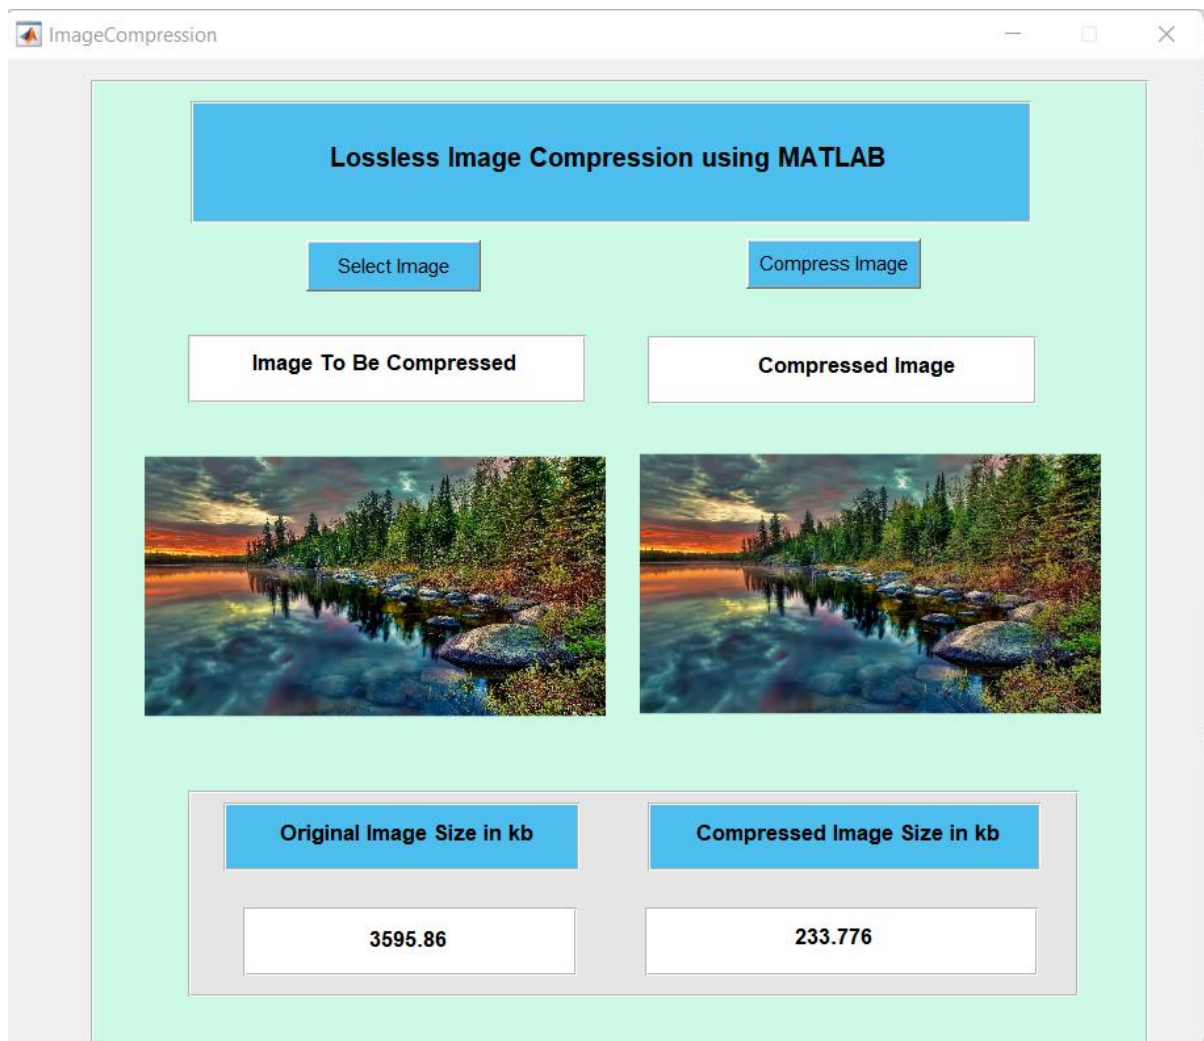 ImageCompression
Lossless Image Compression using MATLAB
Select Image
Compress Image
Image To Be Compressed
Compressed Image
Original Image Size in kb
Compressed Image Size in kb
3595.86
233.776